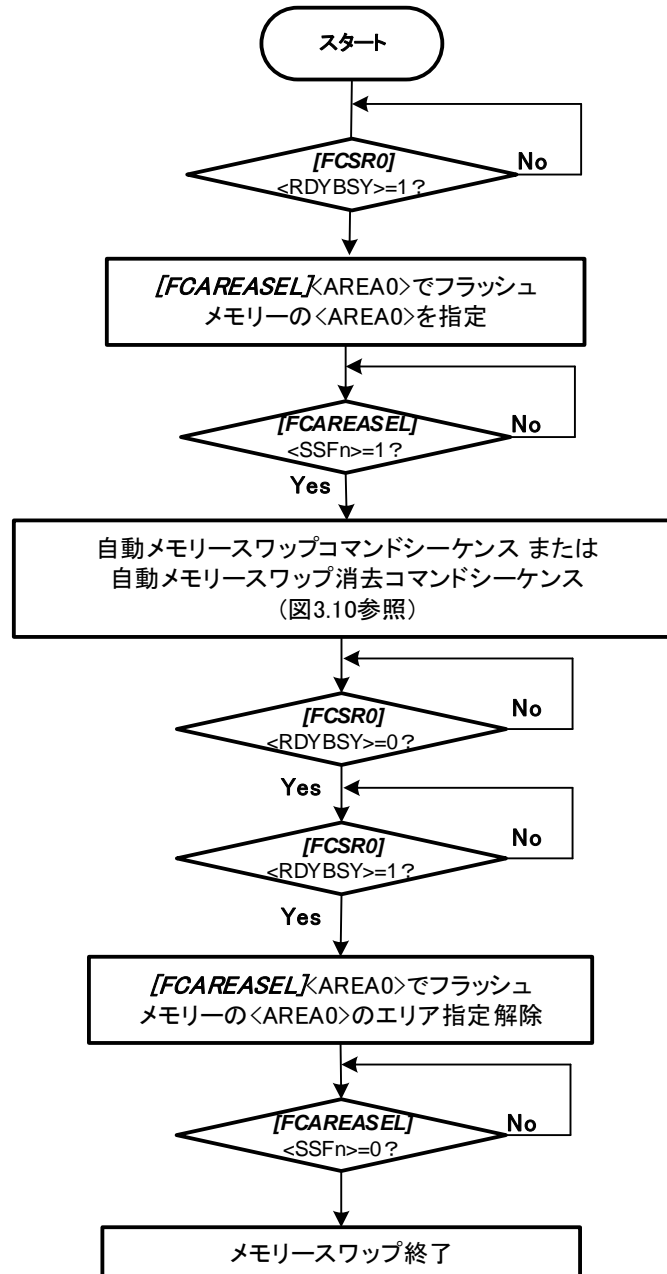 スタート
[FCSR0]
<RDYBSY>=1?
No
[FCAREASEL]<AREA0>でフラッシュ
メモリーの<AREA0>を指定
[FCAREASEL]
<SSFn>=1?
No
Yes
自動メモリースワップコマンドシーケンス または
自動メモリースワップ消去コマンドシーケンス
(図3.10参照)
[FCSR0]
<RDYBSY>=0?
No
Yes
[FCSR0]
<RDYBSY>=1?
No
Yes
[FCAREASEL]<AREA0>でフラッシュ
メモリーの<AREA0>のエリア指定解除
[FCAREASEL]
<SSFn>=0?
No
メモリースワップ終了